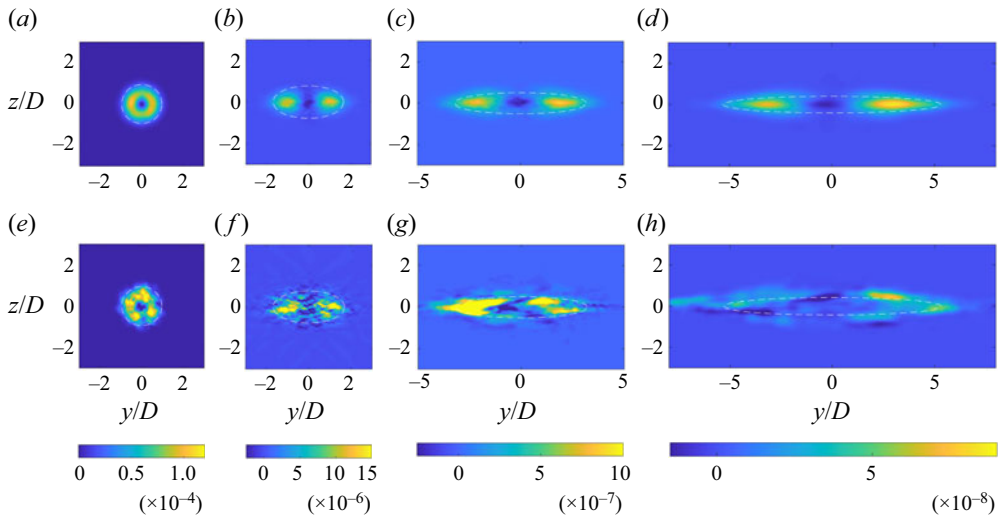 (a) (b) (c) (d)
2 2 2 2
z/D 0 0 0 0
–2 –2 –2 –2
–2 0 2 –2 0 2 –5 0 5 –5 0 5
(e) (f) (g) (h)
2 2 2 2
z/D 0 0 0 0
–2 –2 –2 –2
–2 0 2 –2 0 2 –5 0 5 –5 0 5
y/D y/D y/D y/D
0 0.5 1.0 0 5 10 15 0 5 10 0 5
(×10–4) (×10–6) (×10–7) (×10–8)